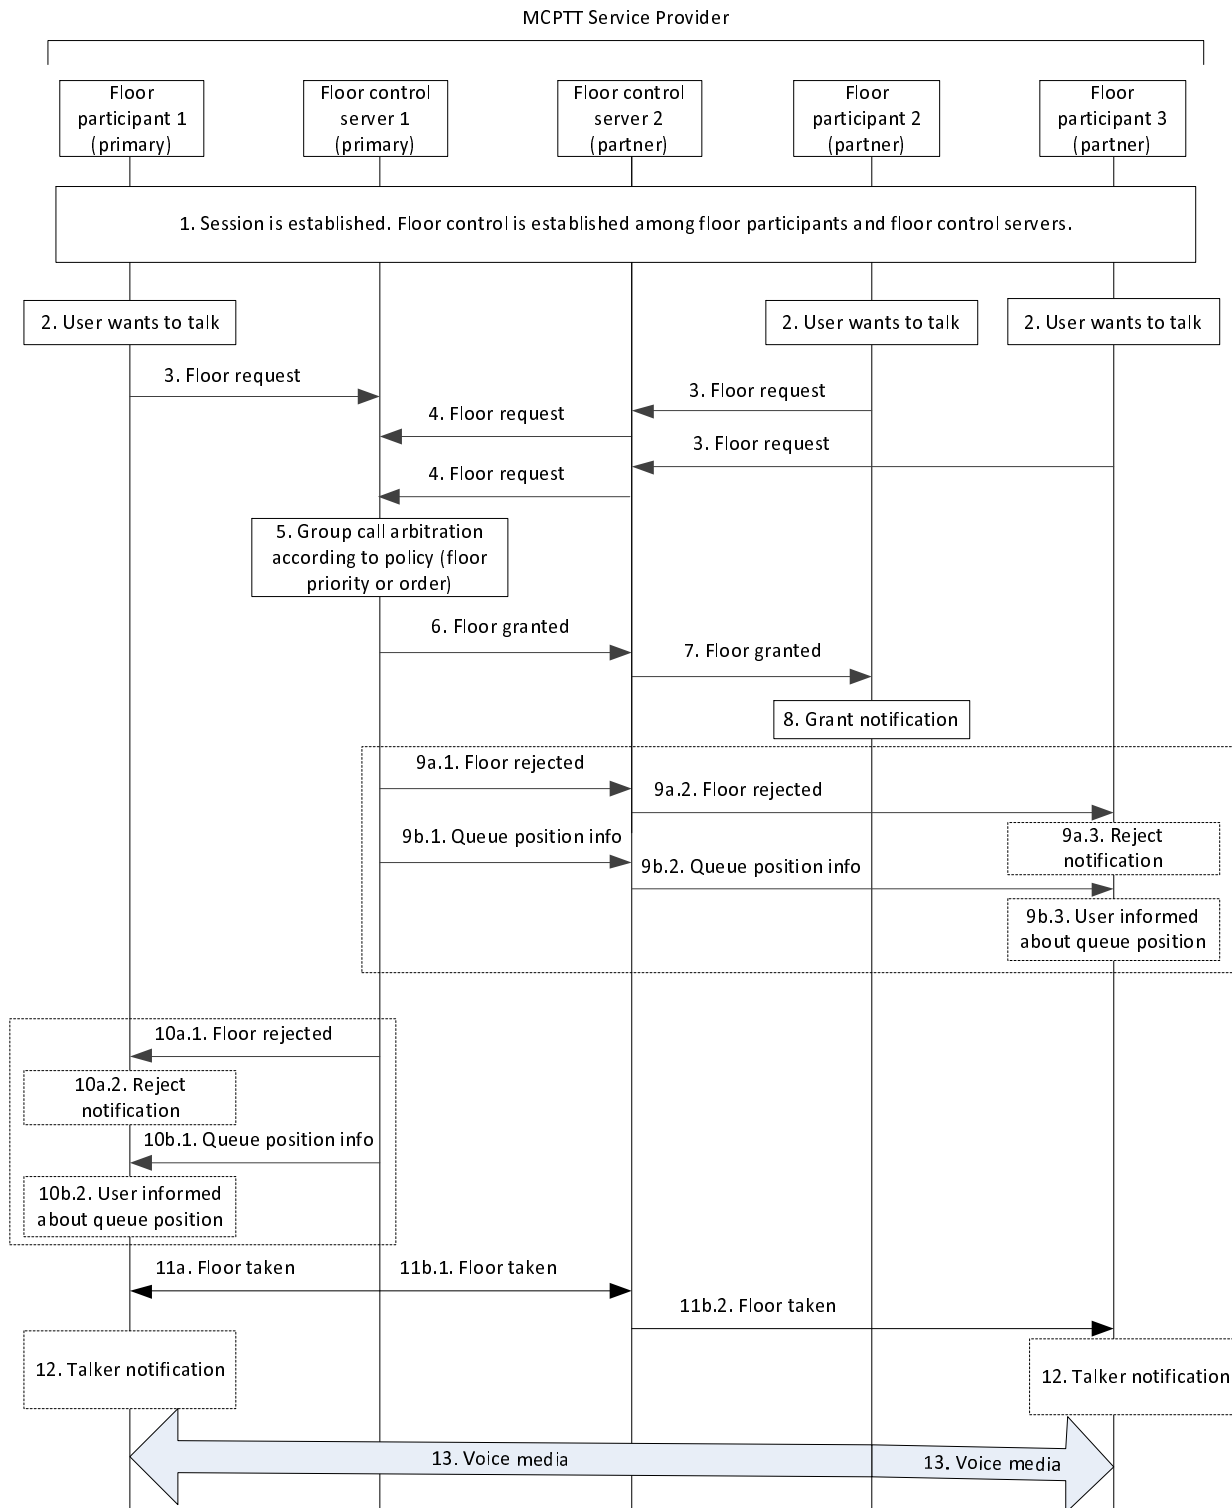 MCPTT Service Provider
Floor
participant 1
(primary)
Floor control
server 1
(primary)
Floor control
server 2
(partner)
Floor
participant 2
(partner)
Floor
participant 3
(partner)
1. Session is established. Floor control is established among floor participants and floor control servers.
2. User wants to talk
2. User wants to talk
2. User wants to talk
3. Floor request
3. Floor request
4. Floor request
3. Floor request
4. Floor request
5. Group call arbitration
according to policy (floor
priority or order)
6. Floor granted
7. Floor granted
8. Grant notification
9a.1. Floor rejected
9a.2. Floor rejected
9a.3. Reject
notification
9b.1. Queue position info
9b.2. Queue position info
9b.3. User informed
about queue position
10a.1. Floor rejected
10a.2. Reject
notification
10b.1. Queue position info
10b.2. User informed
about queue position
11a. Floor taken
11b.1. Floor taken
11b.2. Floor taken
12. Talker notification
12. Talker notification
13. Voice media
13. Voice media